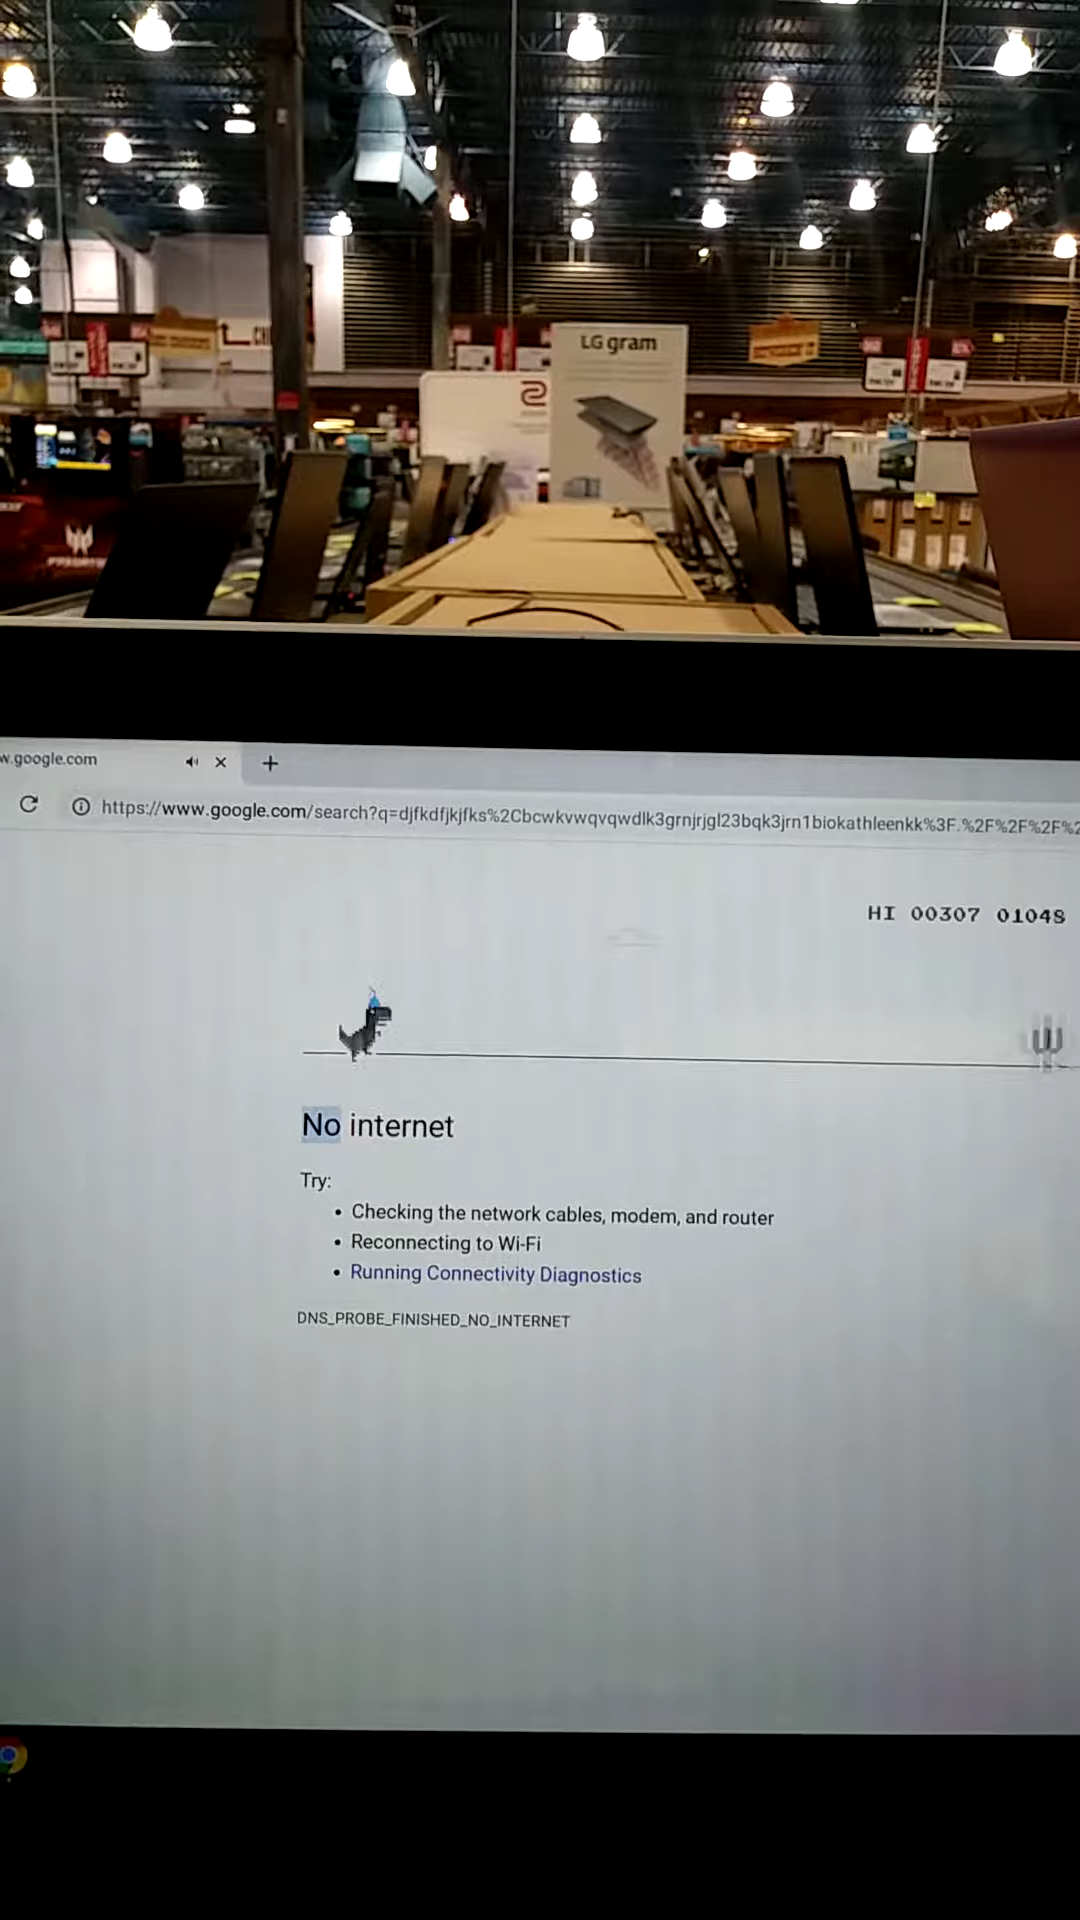 LG gram
PREDATOR
w.google.com
https://www.google.com/search?q=djfkdfjkjfks%2Cbcwkvwqvqwdlk3grnjrjgl23bqk3jrn1biokathleenkk%3F.%2F%2F%2F%2
HI 00307 01048
No internet
Try:
• Checking the network cables, modem, and router
• Reconnecting to Wi-Fi
• Running Connectivity Diagnostics
DNS_PROBE_FINISHED_NO_INTERNET